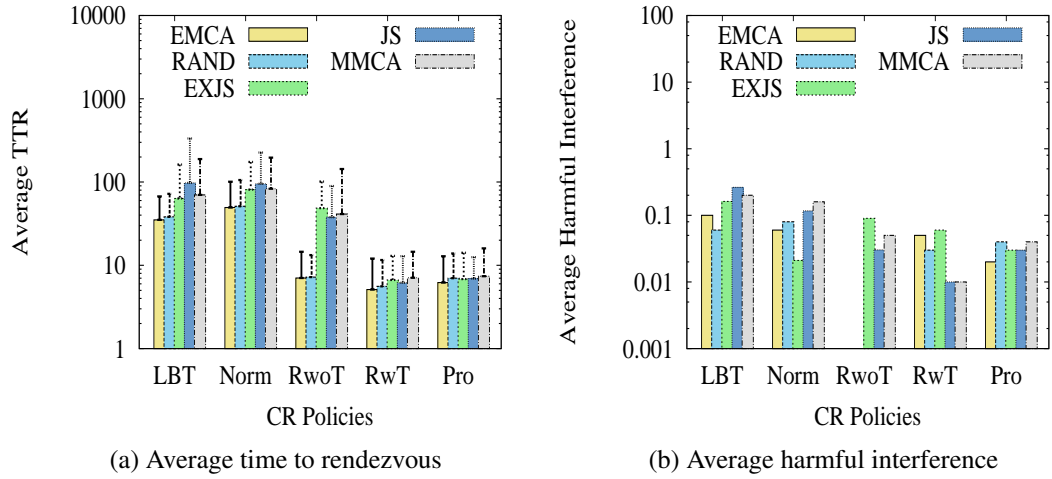 10000
1000
100
10
1
Average TTR
EMCA
RAND
EXJS
JS
MMCA
LBT Norm RwoT RwT Pro
CR Policies
(a) Average time to rendezvous
100
10
1
0.1
0.01
0.001
Average Harmful Interference
EMCA
RAND
EXJS
JS
MMCA
LBT Norm RwoT RwT Pro
CR Policies
(b) Average harmful interference